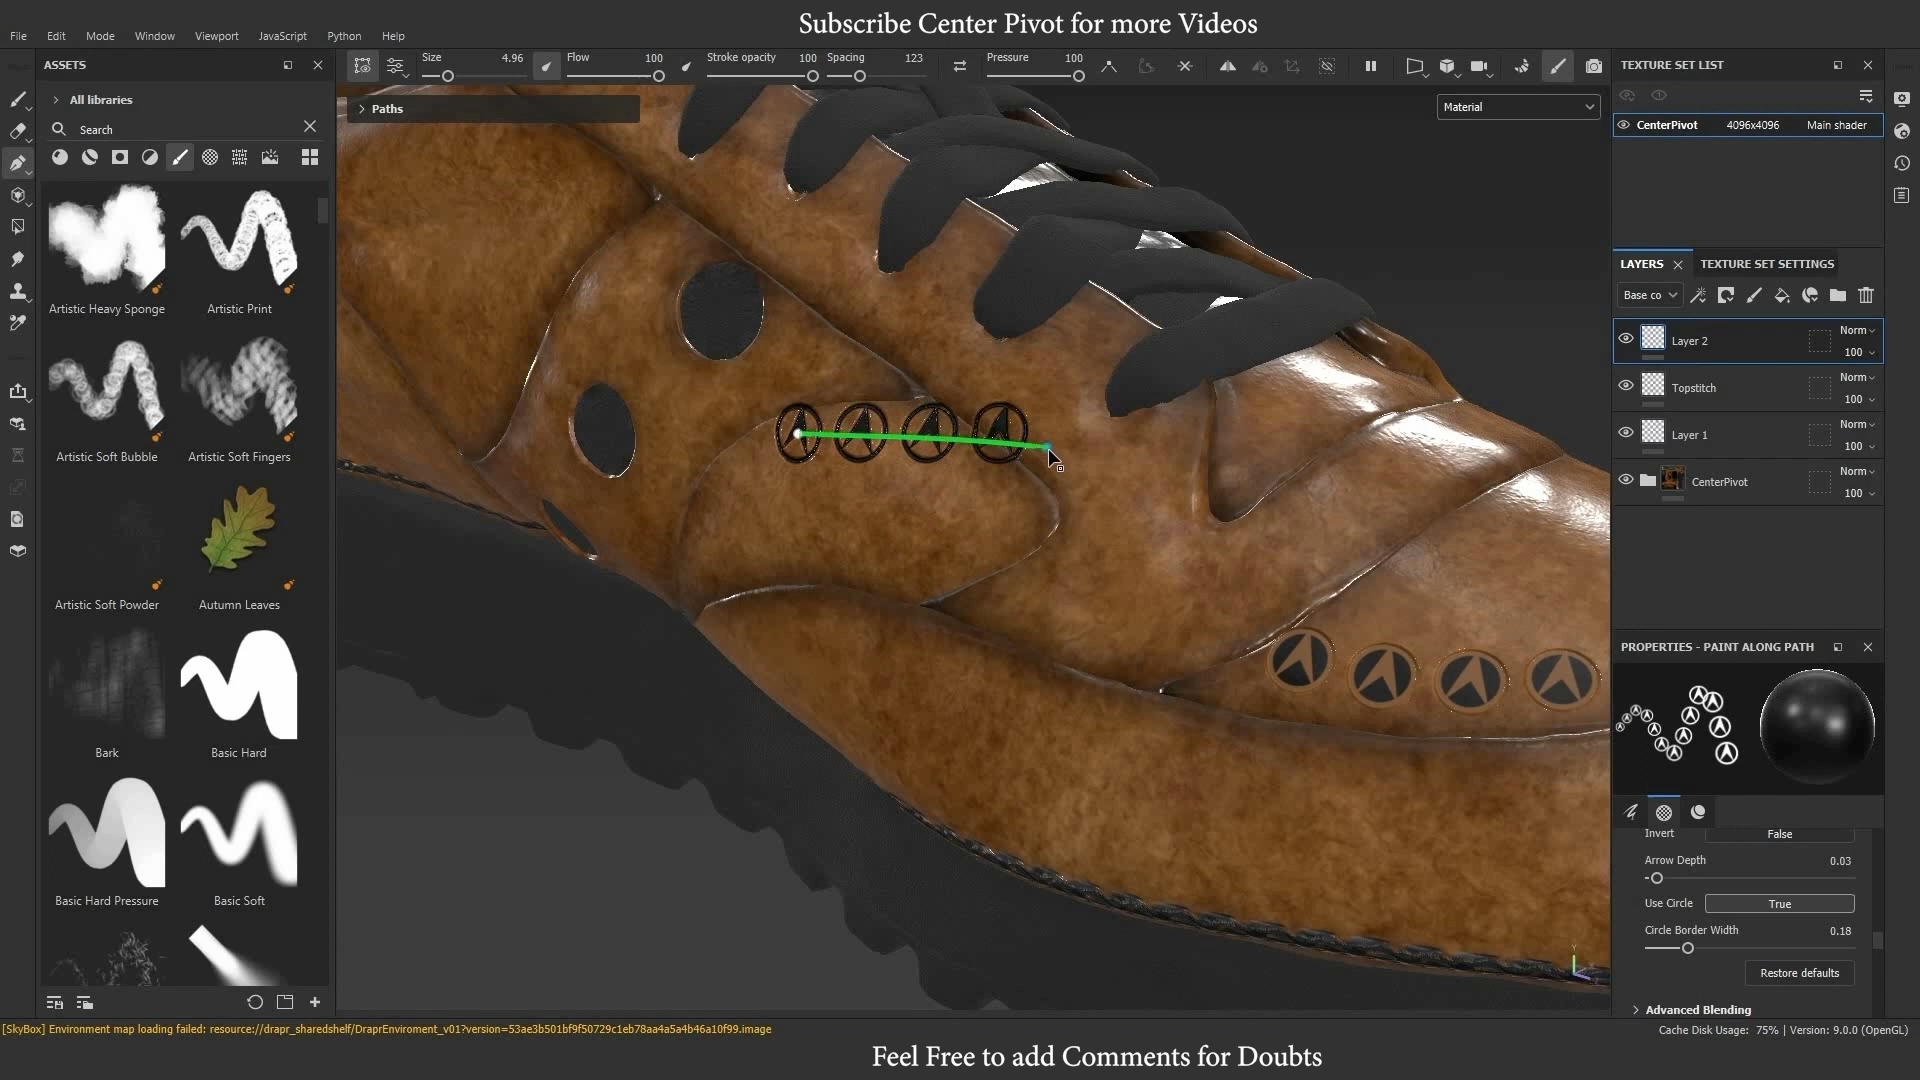 Subscribe Center Pivot for more Videos
File Edit Mode Window Viewport JavaScript Python Help
ASSETS
All libraries
Search
Artistic Heavy Sponge
Artistic Print
Artistic Soft Bubble
Artistic Soft Fingers
Artistic Soft Powder
Autumn Leaves
Bark
Basic Hard
Basic Hard Pressure
Basic Soft
Size 4.96
Flow 100
Stroke opacity 100
Spacing 123
Pressure 100
Paths
Material
TEXTURE SET LIST
CenterPivot 4096x4096 Main shader
LAYERS
TEXTURE SET SETTINGS
Base co
Layer 2 Norm 100
Topstitch Norm 100
Layer 1 Norm 100
CenterPivot Norm 100
PROPERTIES - PAINT ALONG PATH
Invert False
Arrow Depth 0.03
Use Circle True
Circle Border Width 0.18
Restore defaults
Advanced Blending
Y
[SkyBox] Environment map loading failed: resource://drapr_sharedshelf/DraprEnviroment_v01?version=53ae3b501bf9f50729c1eb78aa4a5a4b46a10f99.image
Cache Disk Usage: 75% | Version: 9.0.0 (OpenGL)
Feel Free to add Comments for Doubts